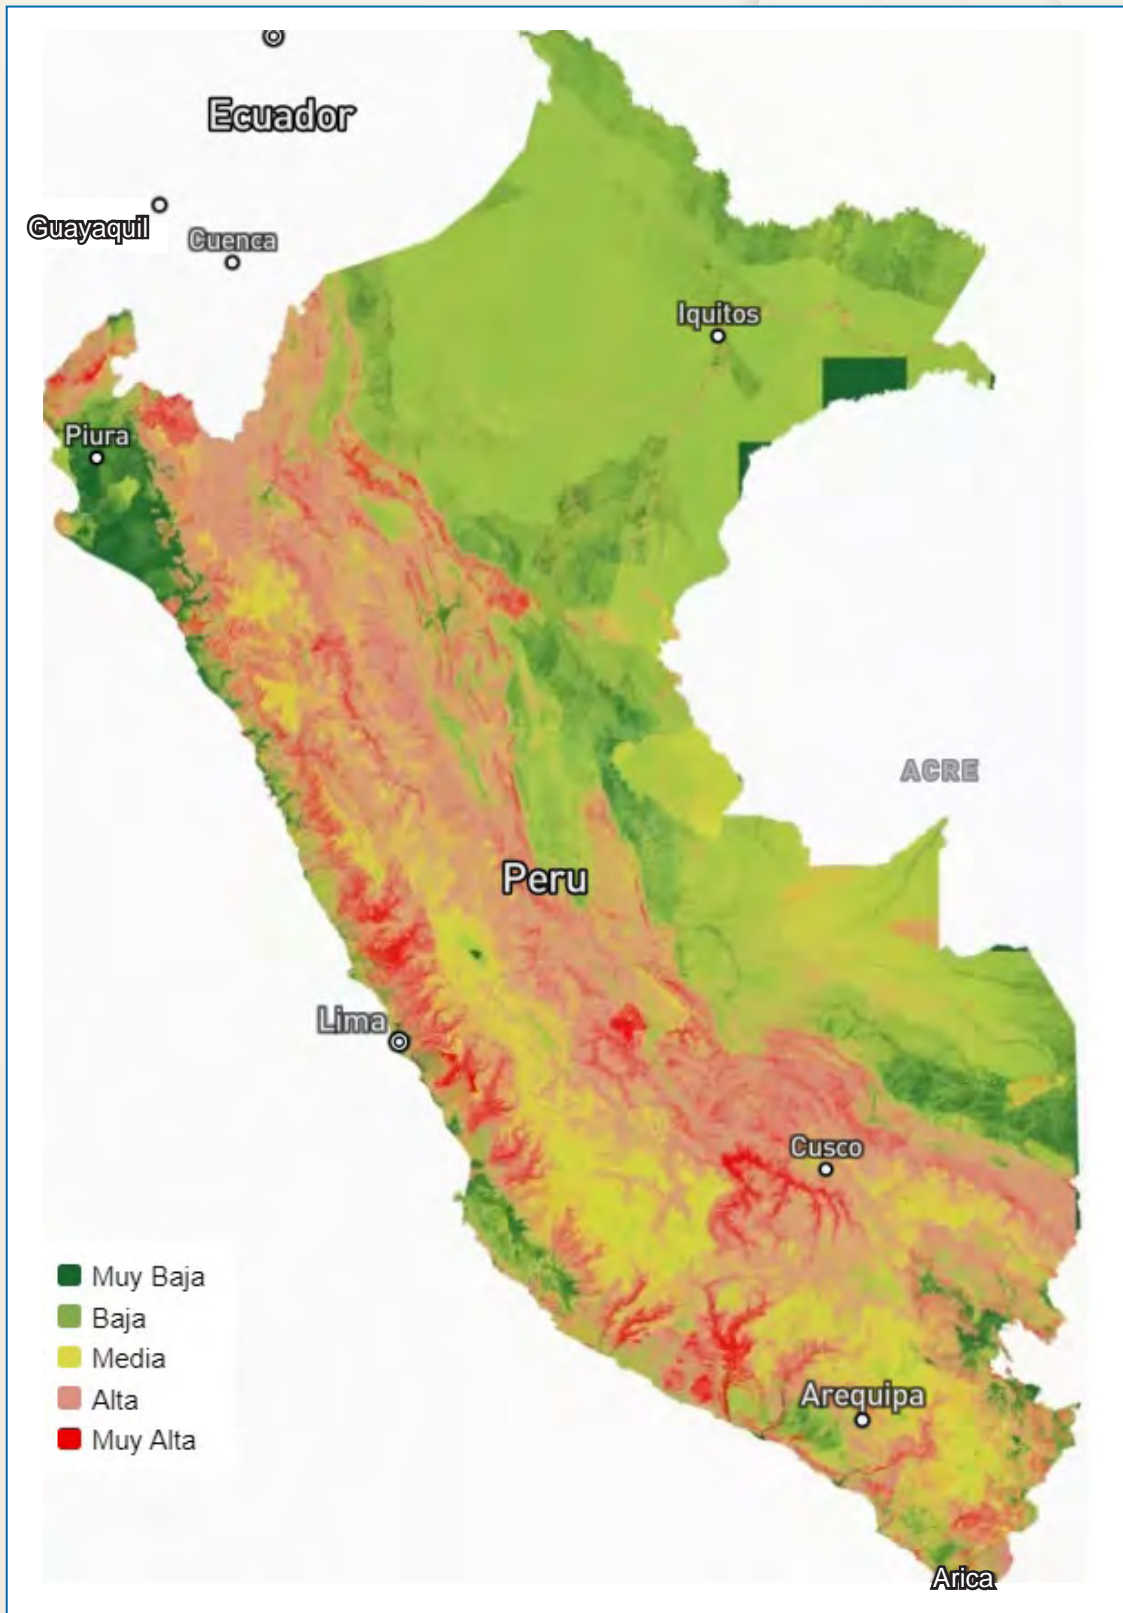 Ecuador
Guayaquil
Cuenca
Iquitos
Piura
ACRE
Peru
Lima
Cusco
Muy Baja
Baja
Media
Alta
Muy Alta
Arequipa
Arica